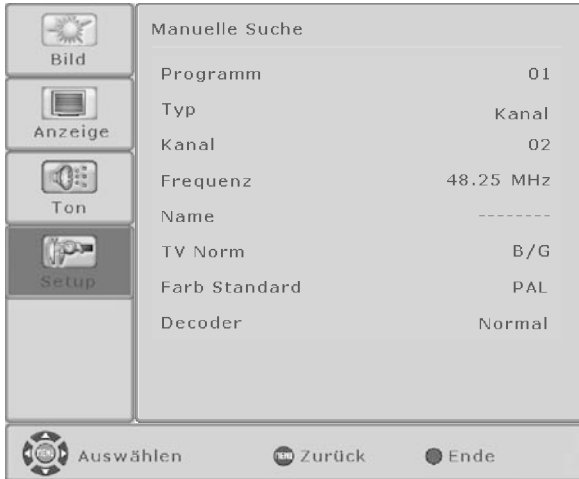 Bild
Anzeige
Ton
Setup
Manuelle Suche
Programm 01
Typ Kanal
Kanal 02
Frequenz 48.25 MHz
Name --------
TV Norm B/G
Farb Standard PAL
Decoder Normal
MENU Auswählen MENU Zurück Ende